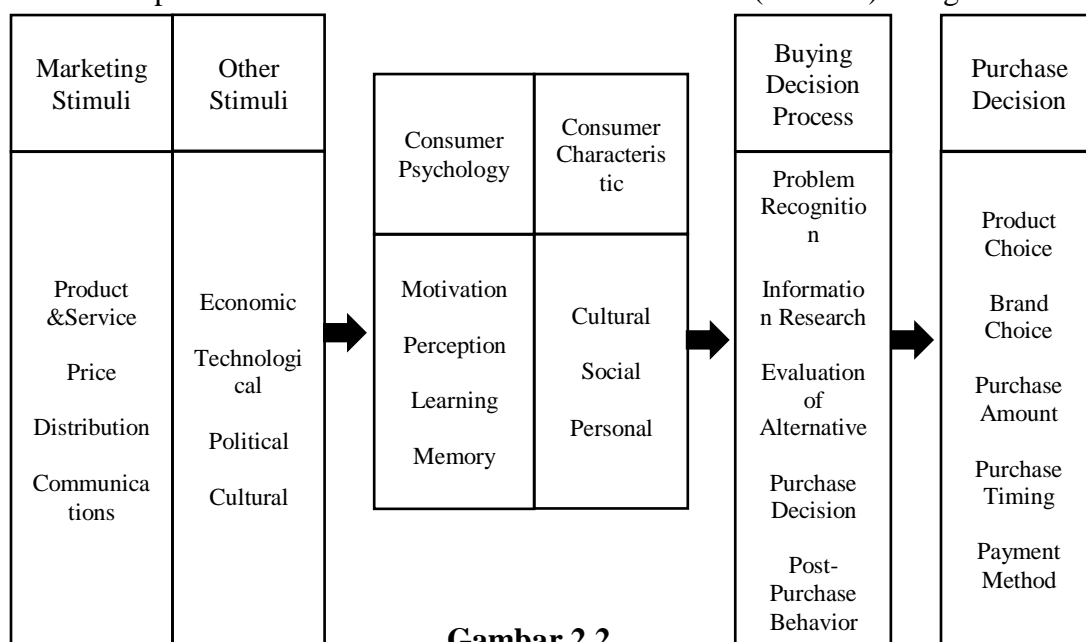 Marketing
Stimuli
Other
Stimuli
Consumer
Psychology
Consumer
Characteris
tic
Buying
Decision
Process
Purchase
Decision
Product
&Service
Price
Distribution
Communica
tions
Economic
Technologi
cal
Political
Cultural
Motivation
Perception
Learning
Memory
Cultural
Social
Personal
Problem
Recognitio
n
Informatio
n Research
Evaluation
of
Alternative
Purchase
Decision
Post-
Purchase
Behavior
Product
Choice
Brand
Choice
Purchase
Amount
Purchase
Timing
Payment
Method
Gambar 2.2